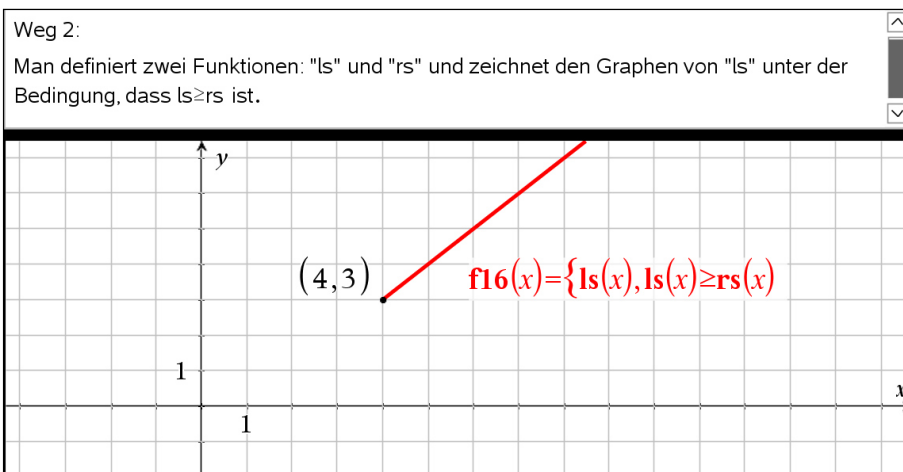 Weg 2:
Man definiert zwei Funktionen: "ls" und "rs" und zeichnet den Graphen von "ls" unter der
Bedingung, dass ls≥rs ist.
y
(4,3)
f16(x)={ls(x),ls(x)≥rs(x)
1
x
1